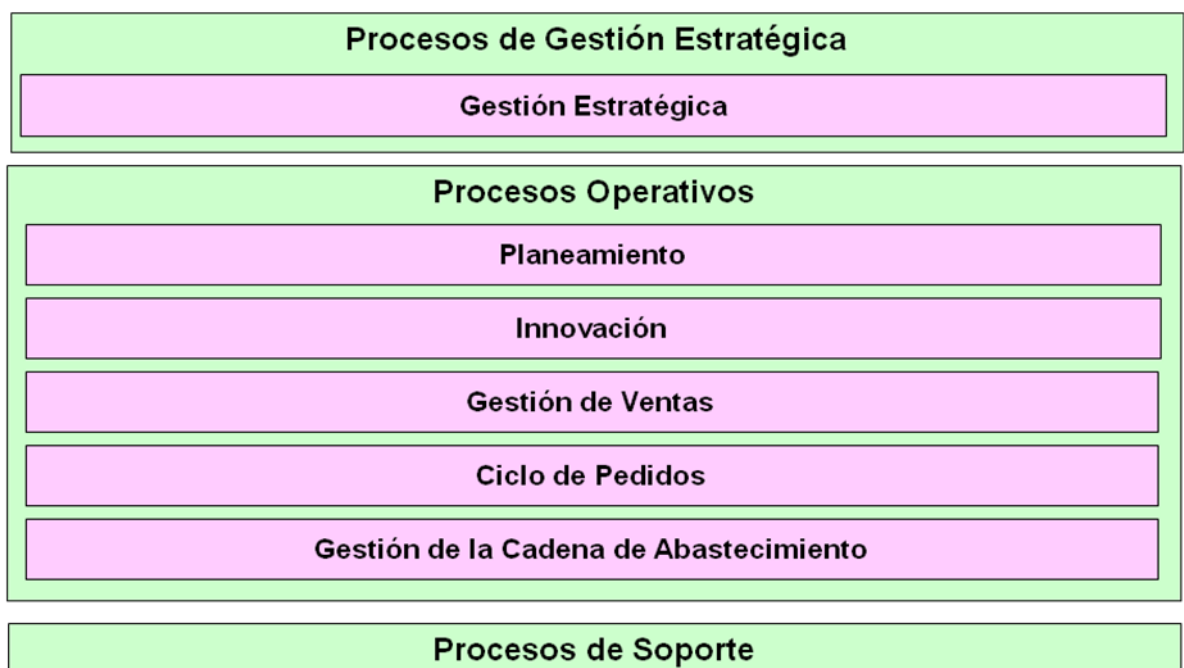 Procesos de Gestión Estratégica
Gestión Estratégica
Procesos Operativos
Planeamiento
Innovación
Gestión de Ventas
Ciclo de Pedidos
Gestión de la Cadena de Abastecimiento
Procesos de Soporte